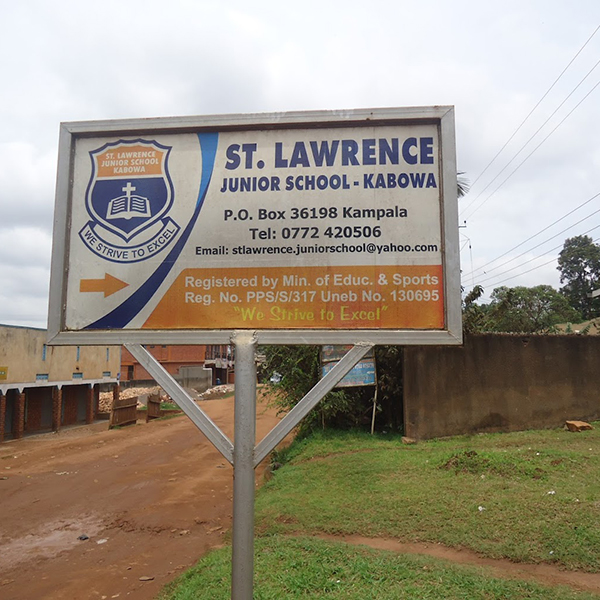 ST. LAWRENCE
JUNIOR SCHOOL
KABOWA
WE STRIVE TO EXCEL
ST. LAWRENCE
JUNIOR SCHOOL - KABOWA
P.O. Box 36198 Kampala
Tel: 0772 420506
Email: stlawrence.juniorschool@yahoo.com
Registered by Min. of Educ. & Sports
Reg. No. PPS/S/317 Uneb No. 130695
"We Strive to Excel"